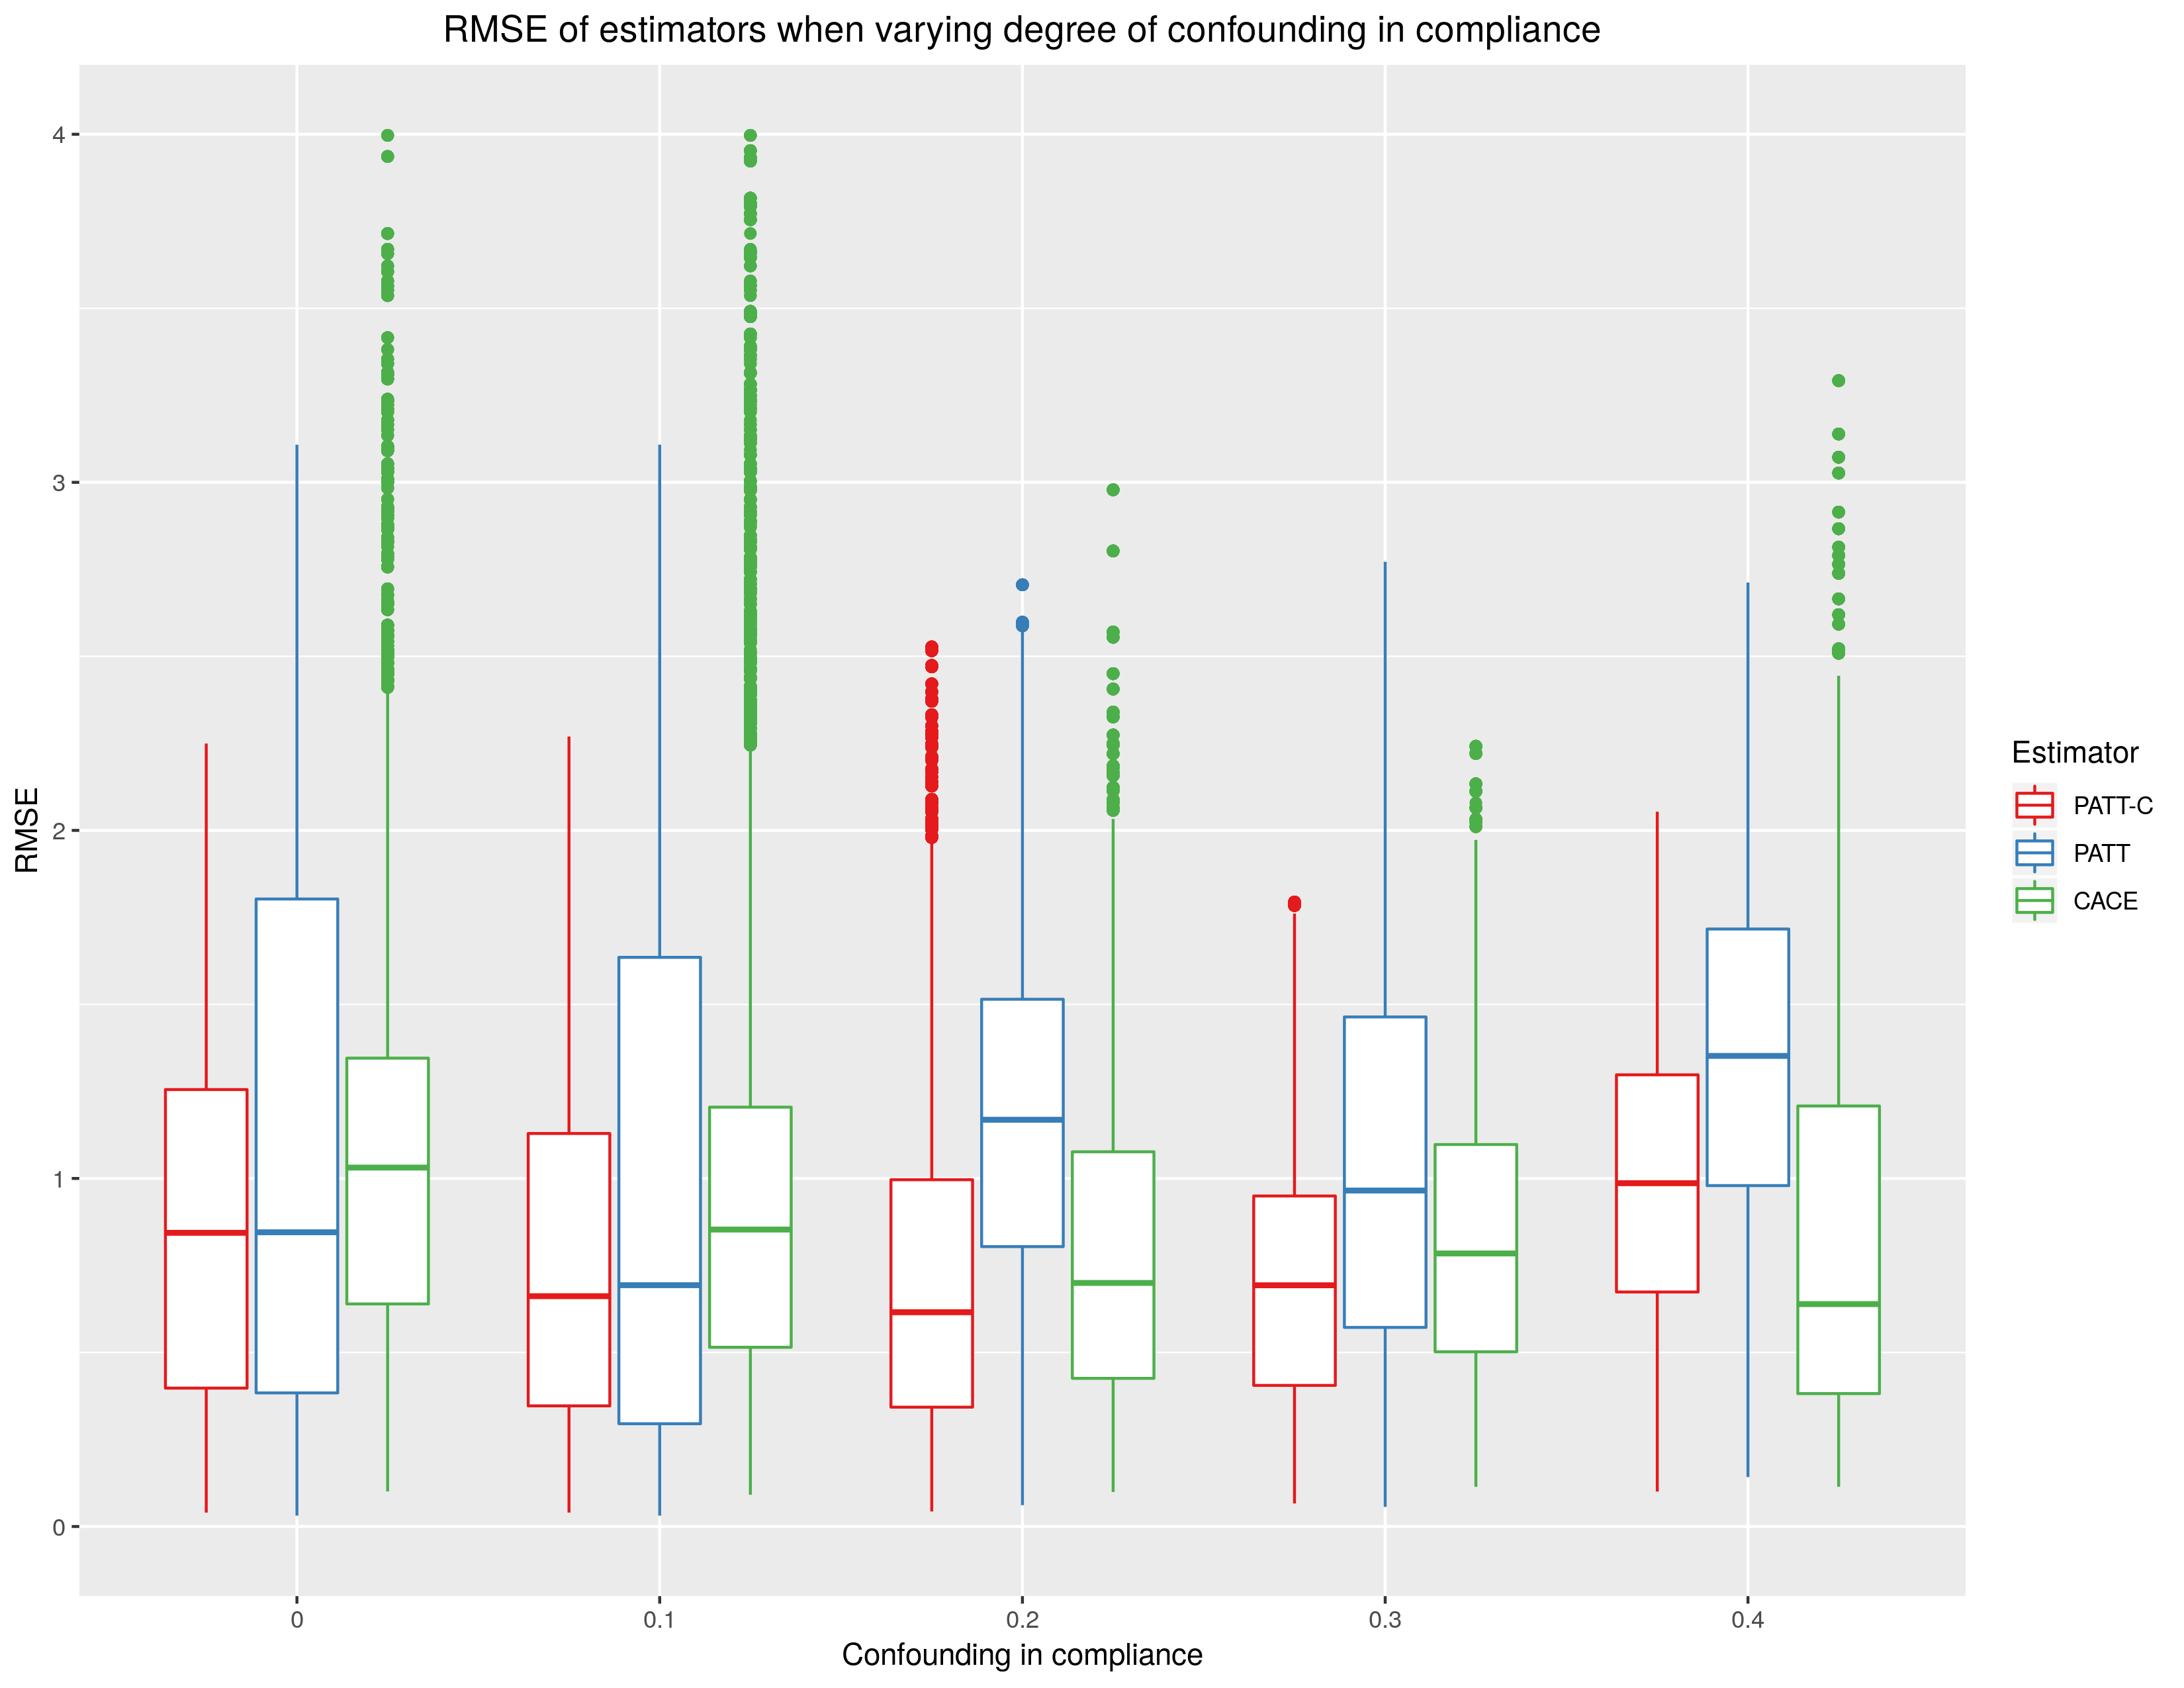 RMSE of estimators when varying degree of confounding in compliance
RMSE
4
3
2
1
0
0 0.1 0.2 0.3 0.4
Confounding in compliance
Estimator
PATT-C
PATT
CACE